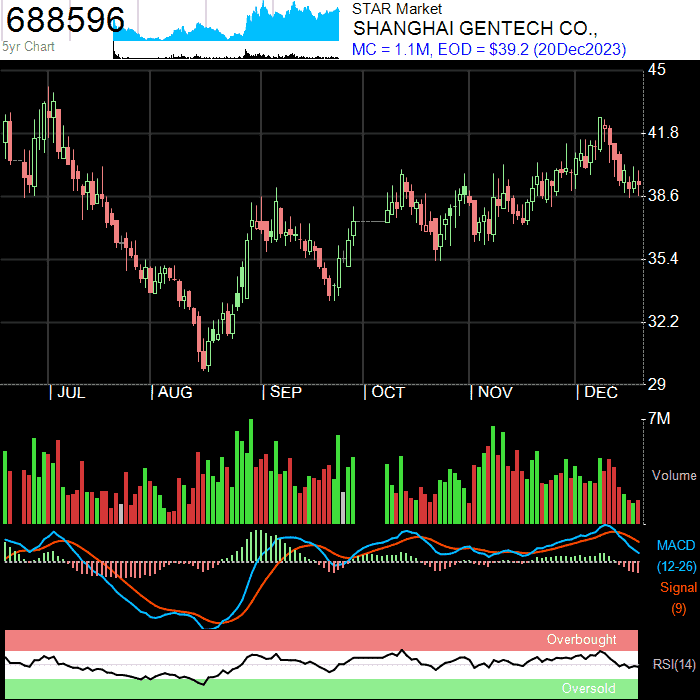 688596
5yr Chart
STAR Market
SHANGHAI GENTECH CO.,
MC = 1.1M, EOD = $39.2 (20Dec2023)
45
41.8
38.6
35.4
32.2
29
| JUL | AUG | SEP | OCT | NOV | DEC
7M
Volume
MACD
(12-26)
Signal
(9)
Overbought
RSI(14)
Oversold